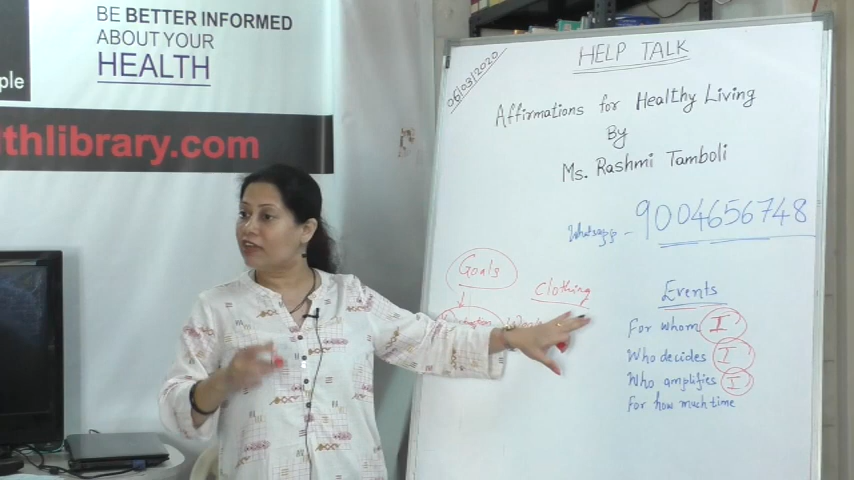 BE BETTER INFORMED
ABOUT YOUR
HEALTH
ple
thlibrary.com
06/03/2020
HELP TALK
Affirmations for Healthy Living
By
Ms. Rashmi Tamboli
Whatsapp - 9004656748
Goals
Clothing
Events
For whom I
Who decides I
Who amplifies I
For how much time